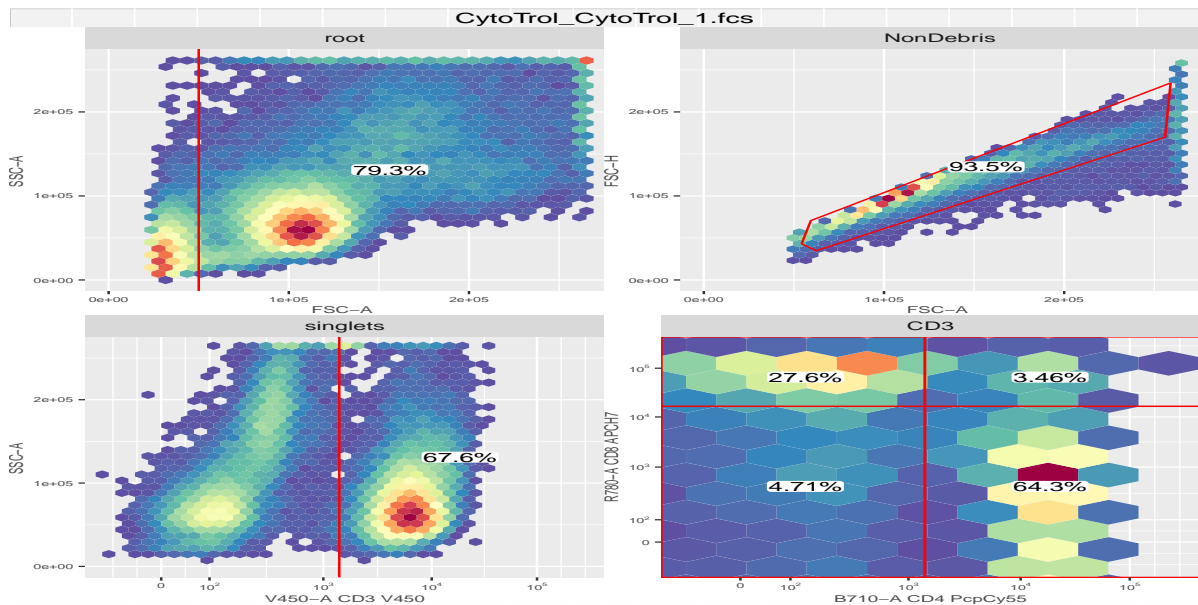 CytoTrol_CytoTrol_1.fcs
root
NonDebris
SSC−A
2e+05
1e+05
0e+00
79.3%
0e+00
1e+05
2e+05
FSC−A
FSC−H
2e+05
1e+05
0e+00
93.5%
0e+00
1e+05
2e+05
FSC−A
singlets
CD3
SSC−A
2e+05
1e+05
0e+00
67.6%
0
10²
10³
10⁴
10⁵
V450−A CD3 V450
R780−A CD8 APCH7
10⁵
10⁴
10³
10²
0
27.6%
3.46%
4.71%
64.3%
0
10²
10³
10⁴
10⁵
B710−A CD4 PcpCy55